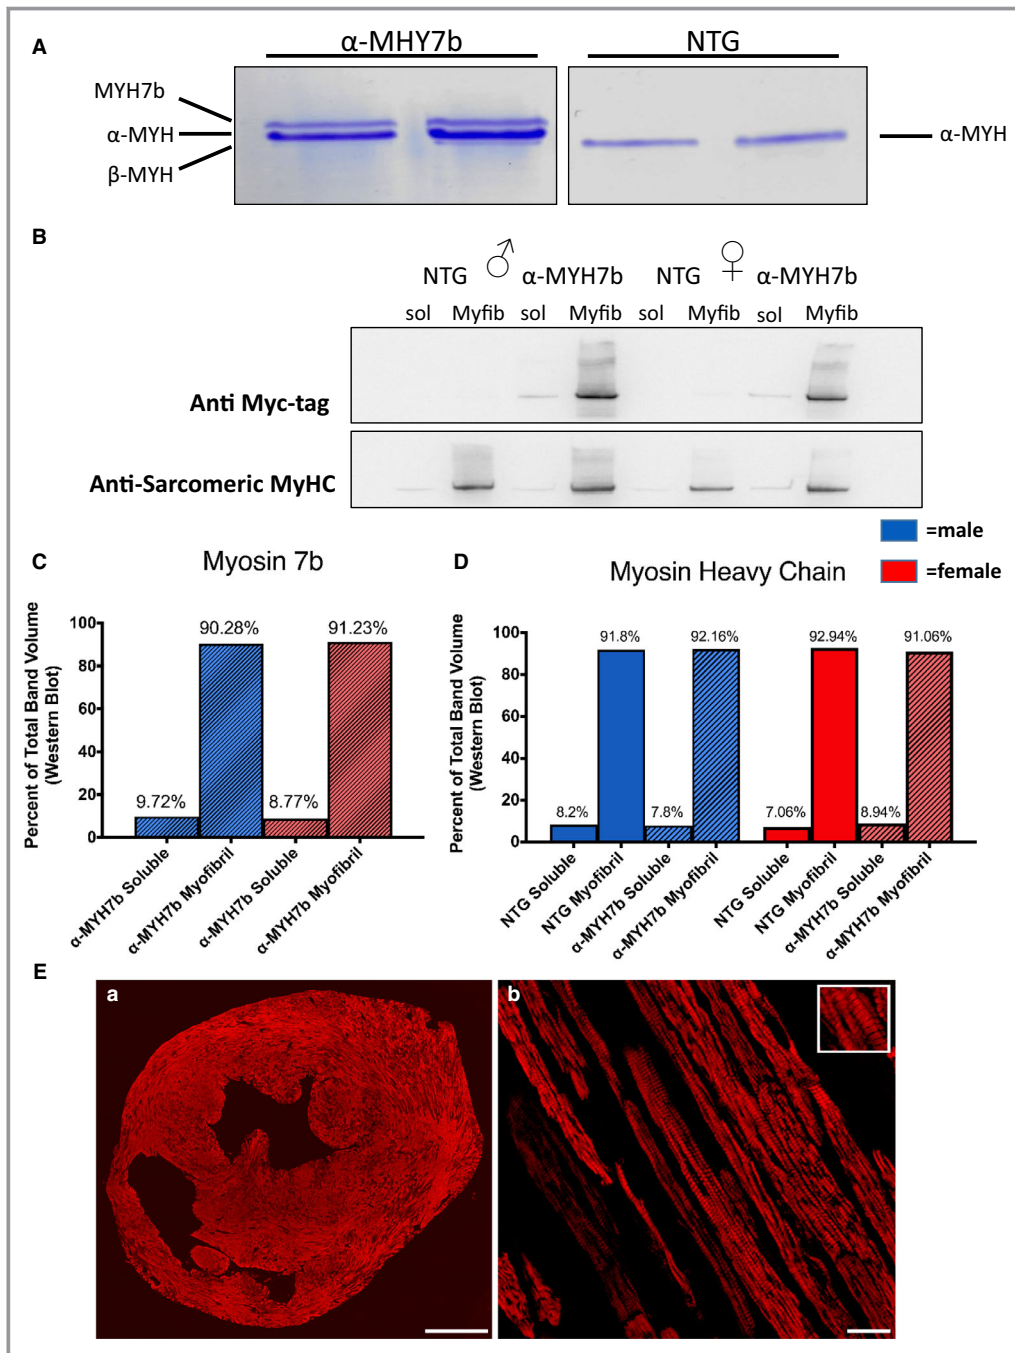 A
α-MHY7b
NTG
MYH7b
α-MYH
β-MYH
α-MYH
B
NTG ♂ α-MYH7b NTG ♀ α-MYH7b
sol Myfib sol Myfib sol Myfib sol Myfib
Anti Myc-tag
Anti-Sarcomeric MyHC
=male
=female
C
Myosin 7b
Percent of Total Band Volume
(Western Blot)
100
80
60
40
20
0
9.72%
90.28%
8.77%
91.23%
α-MYH7b Soluble
α-MYH7b Myofibril
α-MYH7b Soluble
α-MYH7b Myofibril
D
Myosin Heavy Chain
Percent of Total Band Volume
(Western Blot)
100
80
60
40
20
0
8.2%
91.8%
7.8%
92.16%
7.06%
92.94%
8.94%
91.06%
NTG Soluble
NTG Myofibril
α-MYH7b Soluble
α-MYH7b Myofibril
NTG Soluble
NTG Myofibril
α-MYH7b Soluble
α-MYH7b Myofibril
E
a
b